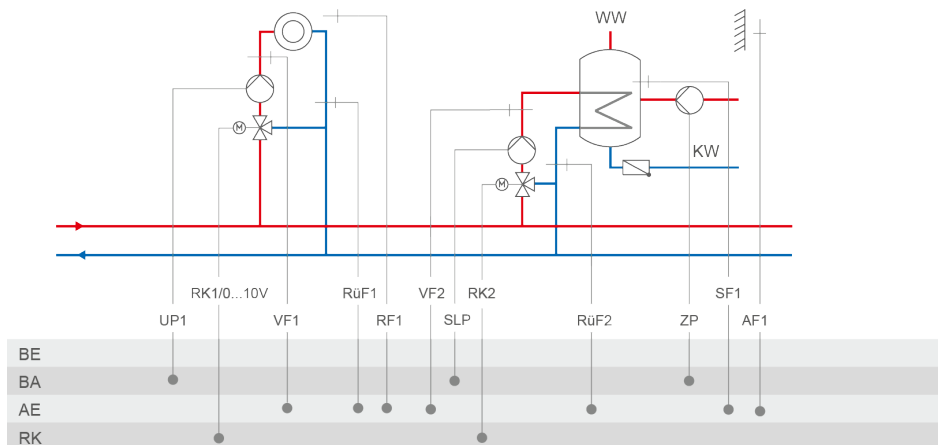 WW
M
KW
M
RK1/0...10V RüF1 VF2 RK2 SF1
UP1 VF1 RF1 SLP RüF2 ZP AF1
BE
BA
AE
RK